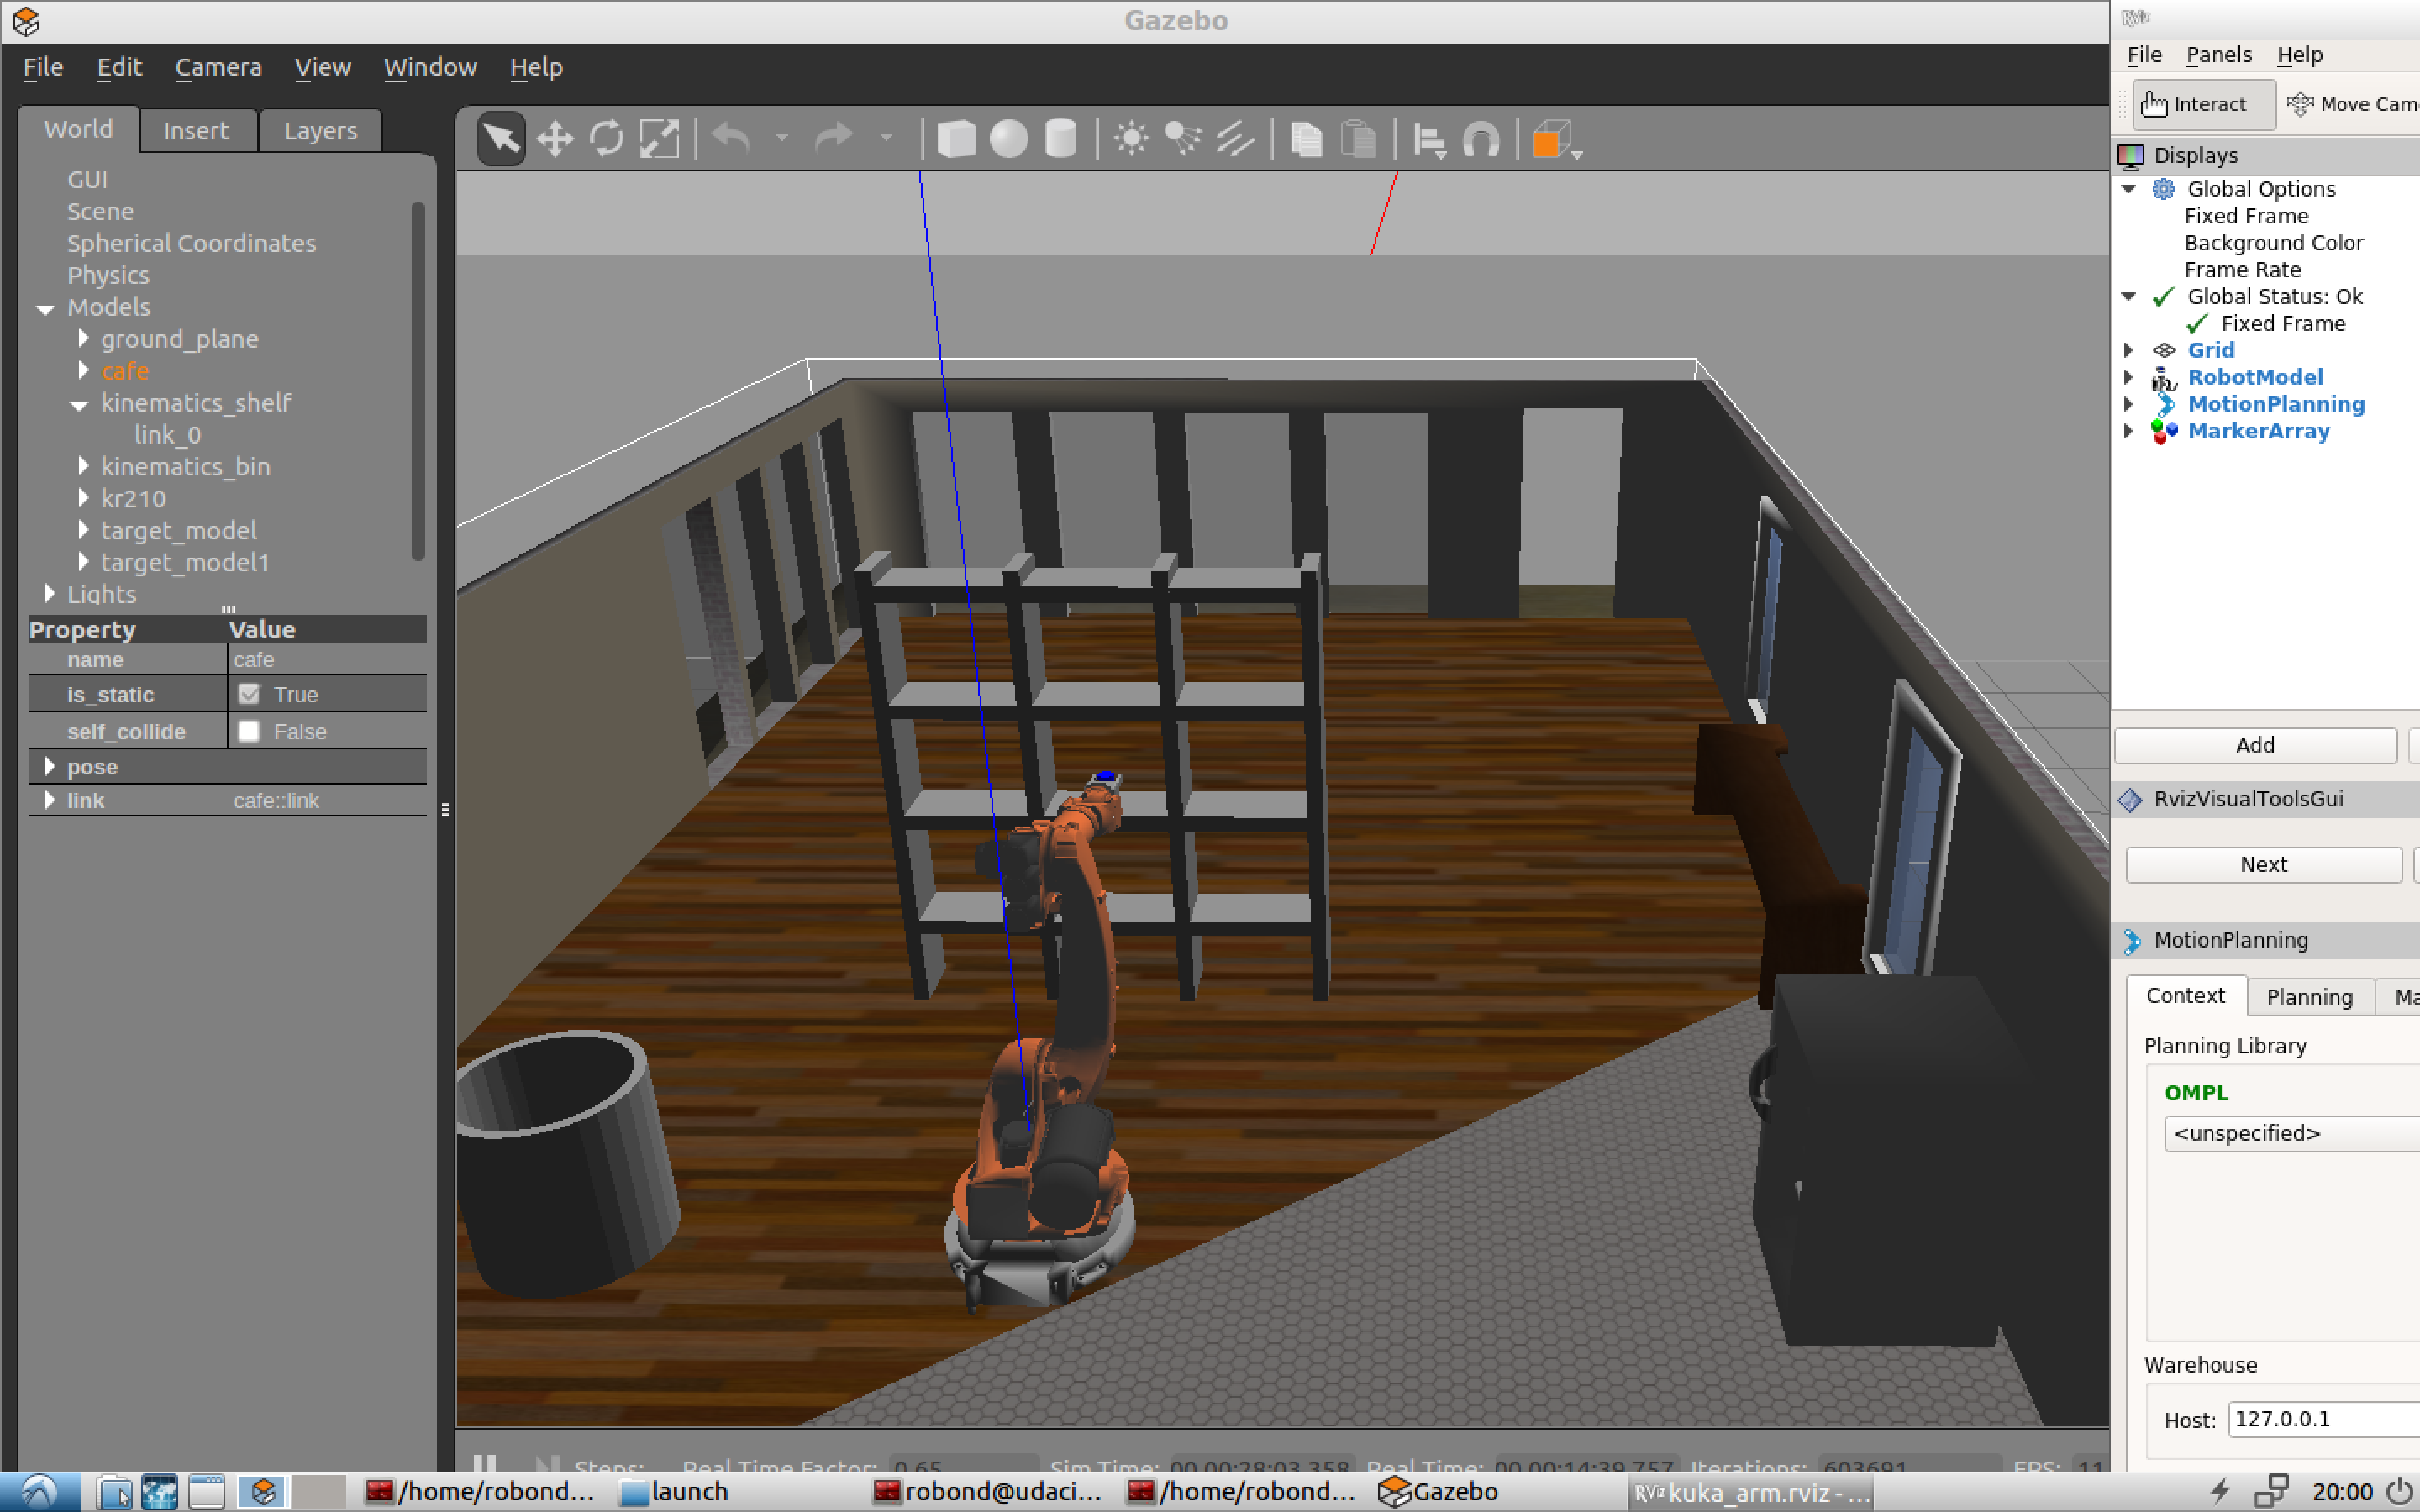 Gazebo
File Edit Camera View Window Help
World Insert Layers
GUI
Scene
Spherical Coordinates
Physics
Models
ground_plane
cafe
kinematics_shelf
link_0
kinematics_bin
kr210
target_model
target_model1
Lights
Property Value
name cafe
is_static True
self_collide False
pose
link cafe::link
Steps: Real Time Factor: 0.65 Sim Time: 00 00:28:03.358 Real Time: 00 00:14:39.757 Iterations: 603691 FPS: 11
RViz
File Panels Help
Interact Move Cam
Displays
Global Options
Fixed Frame
Background Color
Frame Rate
Global Status: Ok
Fixed Frame
Grid
RobotModel
MotionPlanning
MarkerArray
Add
RvizVisualToolsGui
Next
MotionPlanning
Context Planning Ma
Planning Library
OMPL
<unspecified>
Warehouse
Host: 127.0.0.1
/home/robond... launch robond@udaci... /home/robond... Gazebo RViz kuka_arm.rviz - ... 20:00